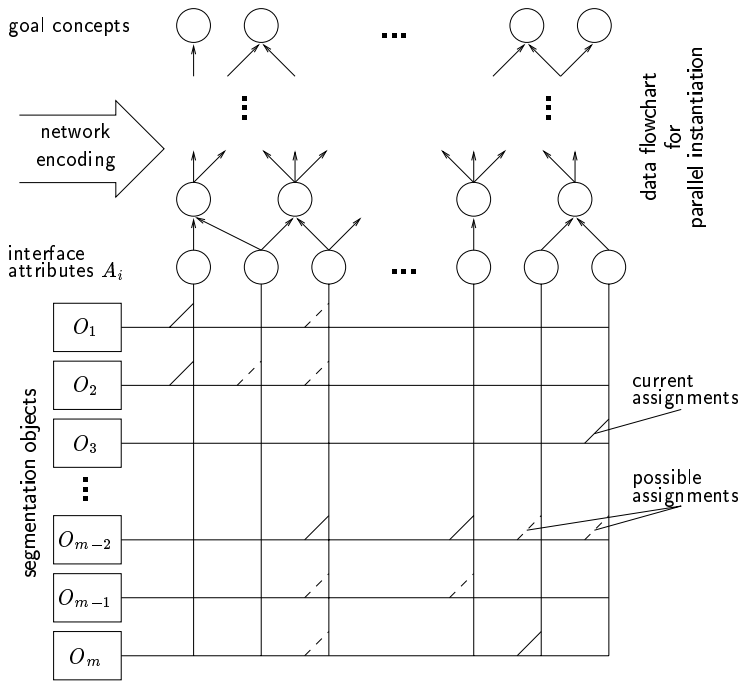 goal concepts
network
encoding
data flowchart
for
parallel instantiation
interface
attributes A_i
O_1
O_2
O_3
O_{m-2}
O_{m-1}
O_m
segmentation objects
current
assignments
possible
assignments